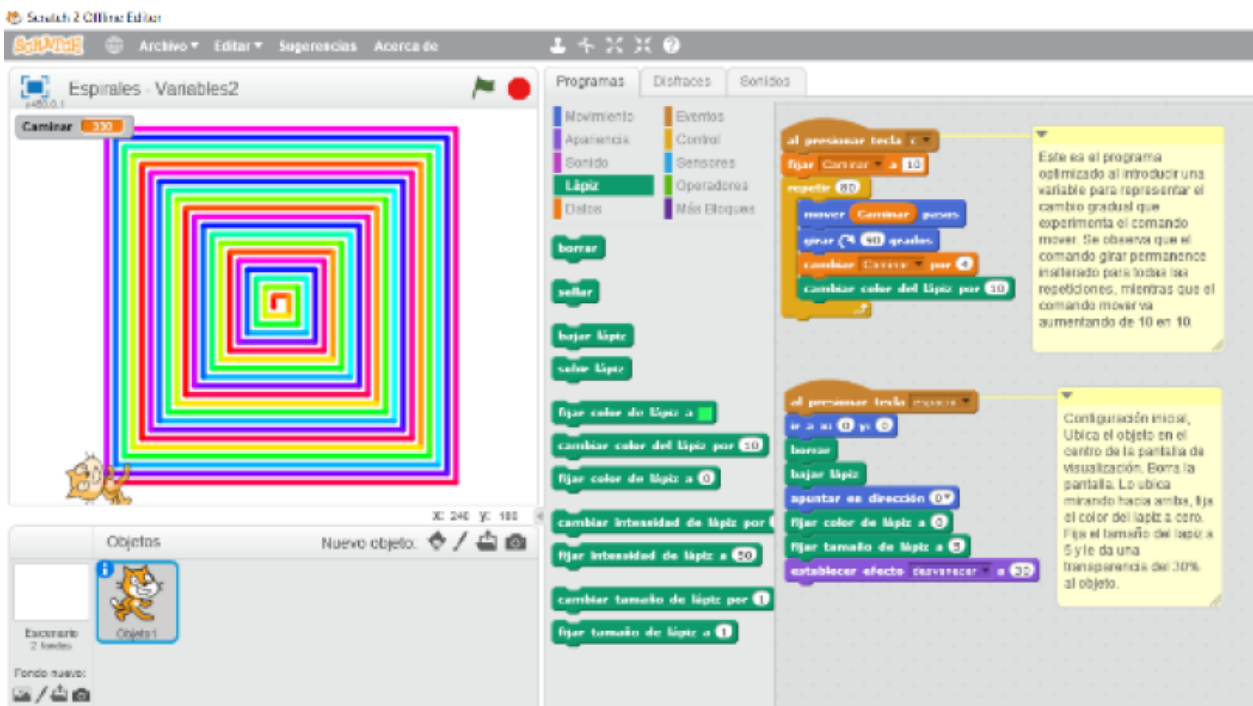 Scratch 2 Offline Editor
SCRATCH Archivo Editar Sugerencias Acerca de
Espirales - Variables2
v460.0.1
Caminar 330
X: 240 Y: 180
Objetos
Nuevo objeto:
Objeto1
Escenario
2 fondos
Fondo nuevo:
Programas Disfraces Sonidos
Movimiento Eventos
Apariencia Control
Sonido Sensores
Lápiz Operadores
Datos Más Bloques
borrar
sellar
bajar lápiz
subir lápiz
fijar color de lápiz a
cambiar color del lápiz por 10
fijar color de lápiz a 0
cambiar intensidad de lápiz por
fijar intensidad de lápiz a 50
cambiar tamaño de lápiz por 1
fijar tamaño de lápiz a 1
al presionar tecla c
fijar Caminar a 10
repetir 80
mover Caminar pasos
girar 90 grados
cambiar Caminar por 4
cambiar color del lápiz por 10
Este es el programa
optimizado al introducir una
variable para representar el
cambio gradual que
experimenta el comando
mover. Se observa que el
comando girar permanence
inalterado para todas las
repeticiones, mientras que el
comando mover va
aumentando de 10 en 10.
al presionar tecla espacio
ir a x: 0 y: 0
borrar
bajar lápiz
apuntar en dirección 0
fijar color de lápiz a 0
fijar tamaño de lápiz a 5
establecer efecto desvanecer a 30
Configuración inicial,
Ubica el objeto en el
centro de la pantalla de
visualización. Borra la
pantalla. Lo ubica
mirando hacia arriba, fija
el color del lapiz a cero.
Fija el tamaño del lapiz a
5 y le da una
transparencia del 30%
al objeto.